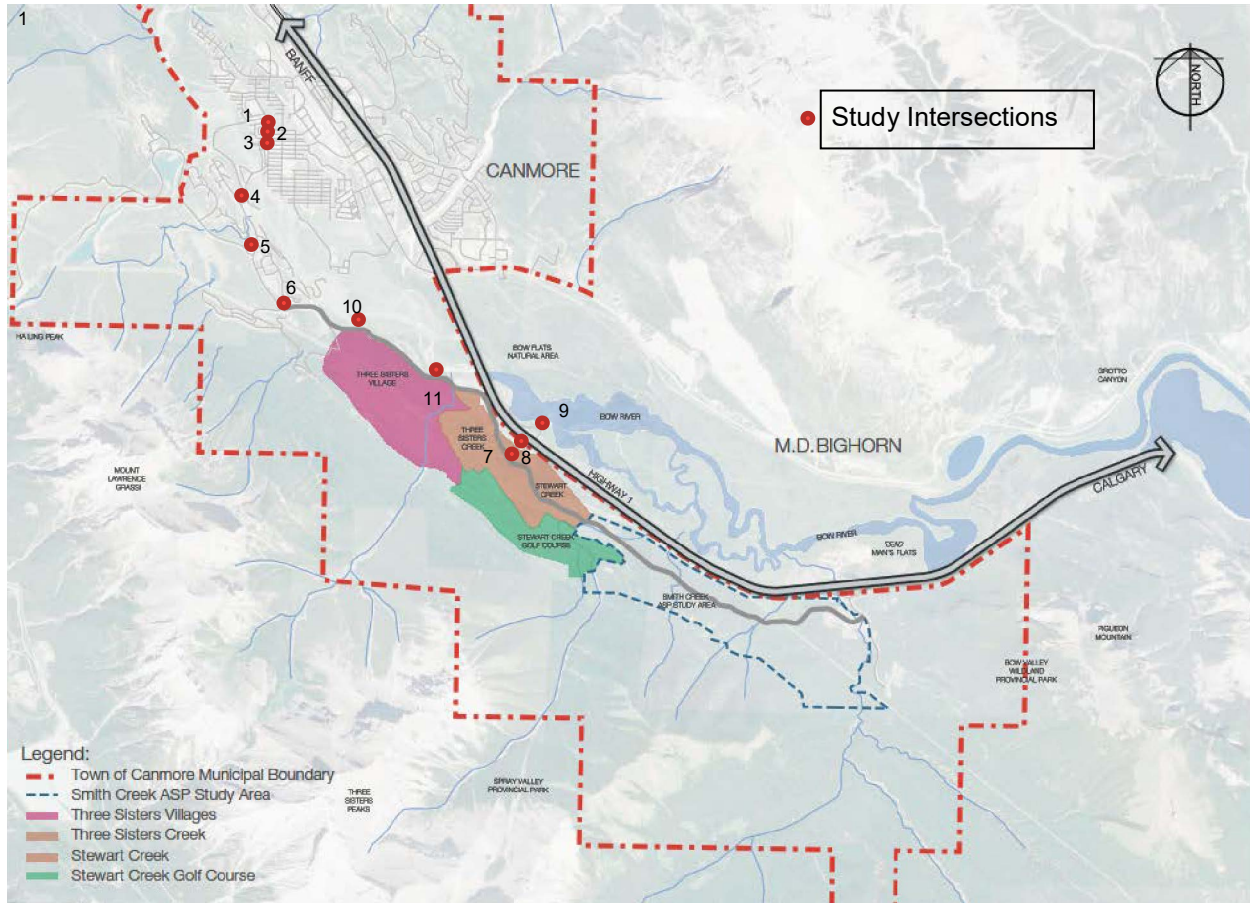 1
BANFF
NORTH
Study Intersections
1
2
3
CANMORE
4
5
6
10
HA LING PEAK
BOW FLATS
NATURAL AREA
GROTTO
CANYON
THREE SISTERS
VILLAGE
11
9
BOW RIVER
M.D.BIGHORN
THREE
SISTERS
CREEK
7
8
HIGHWAY 1
CALGARY
MOUNT
LAWRENCE
GRASSI
STEWART
CREEK
STEWART CREEK
GOLF COURSE
BOW RIVER
DEAD
MAN'S FLATS
SMITH CREEK
ASP STUDY AREA
PIGUEON
MOUNTAIN
BOW VALLEY
WILDLAND
PROVINCIAL PARK
Legend:
Town of Canmore Municipal Boundary
Smith Creek ASP Study Area
Three Sisters Villages
Three Sisters Creek
Stewart Creek
Stewart Creek Golf Course
THREE
SISTERS
PEAKS
SPRAY VALLEY
PROVINCIAL PARK